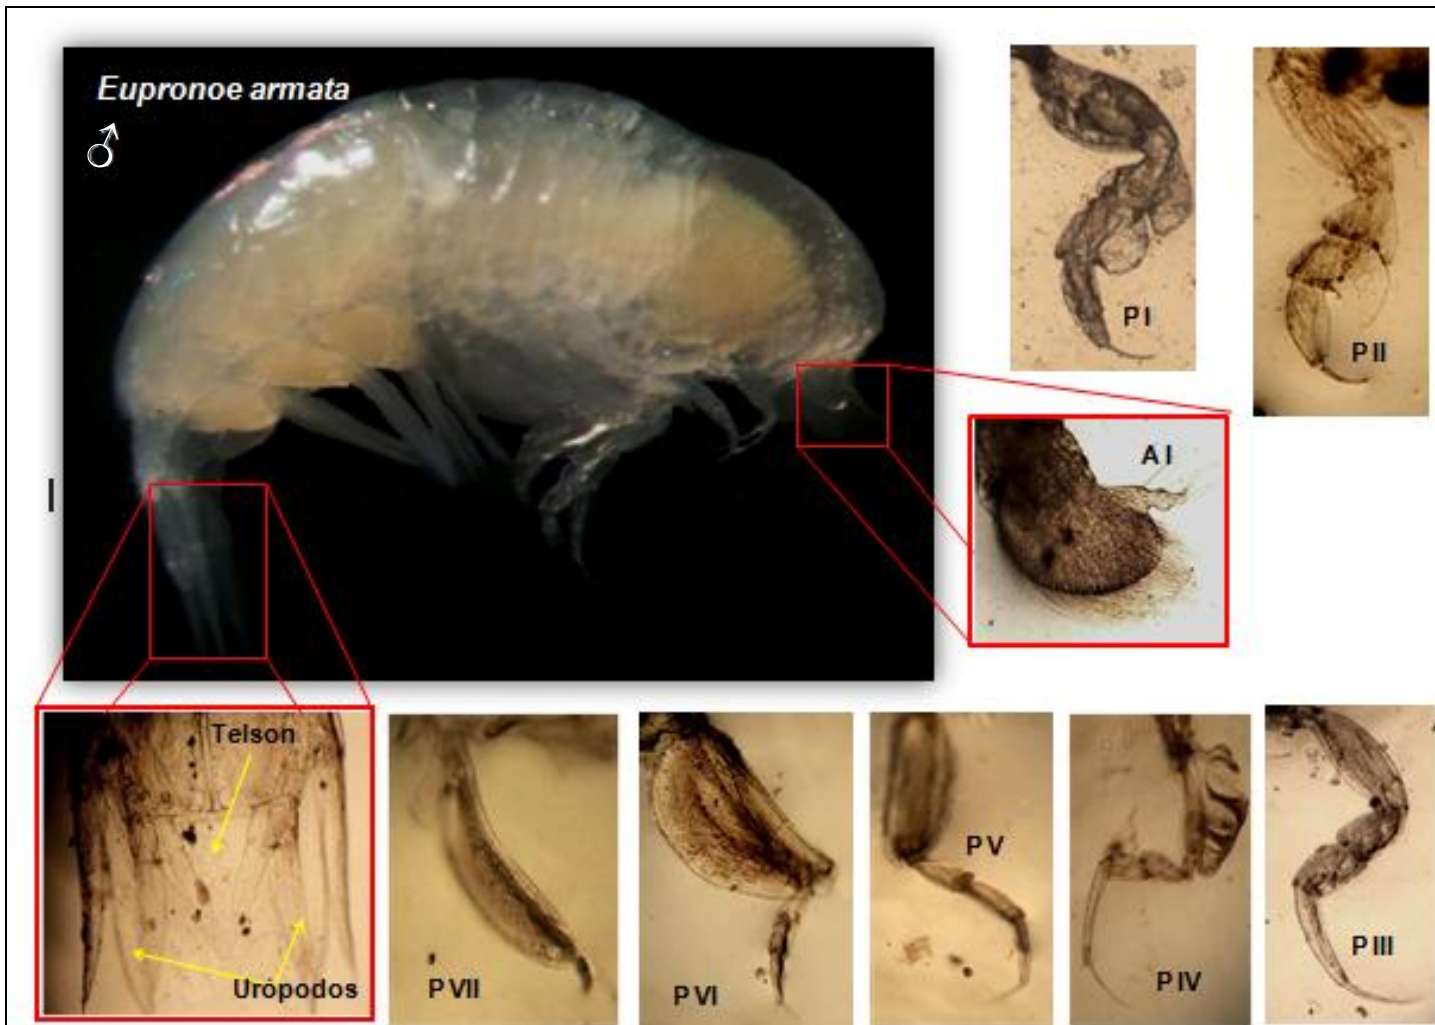 Eupronoe armata
♂
P I
P II
A I
Telson
Urópodos
P VII
P VI
P V
P IV
P III